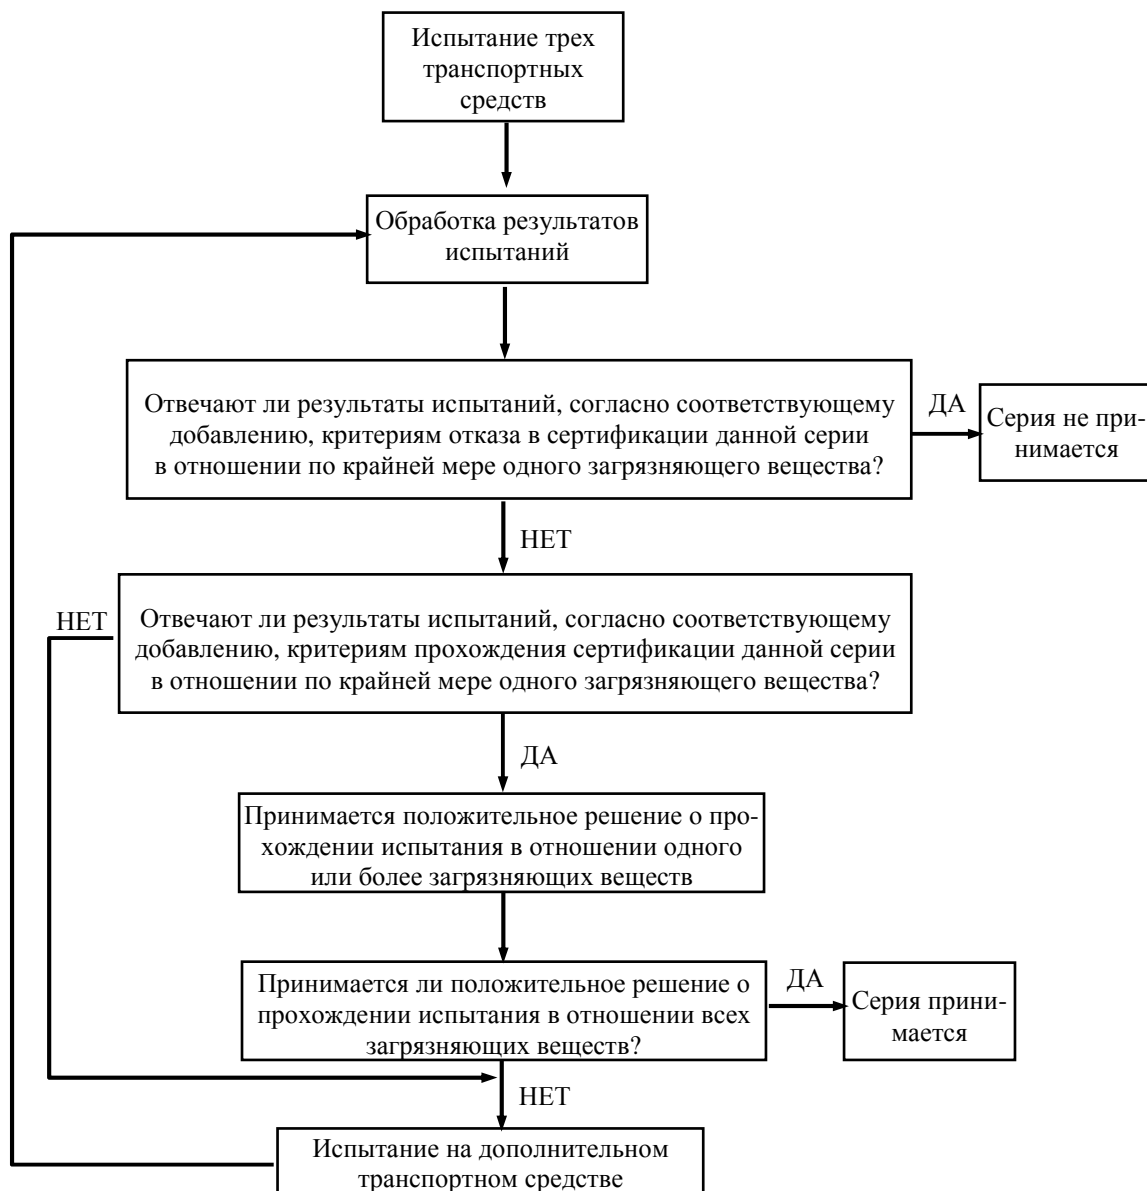 Испытание трех
транспортных
средств
Обработка результатов
испытаний
Отвечают ли результаты испытаний, согласно соответствующему
добавлению, критериям отказа в сертификации данной серии
в отношении по крайней мере одного загрязняющего вещества?
ДА
Серия не при-
нимается
НЕТ
НЕТ
Отвечают ли результаты испытаний, согласно соответствующему
добавлению, критериям прохождения сертификации данной серии
в отношении по крайней мере одного загрязняющего вещества?
ДА
Принимается положительное решение о про-
хождении испытания в отношении одного
или более загрязняющих веществ
Принимается ли положительное решение о
прохождении испытания в отношении всех
загрязняющих веществ?
ДА
Серия прини-
мается
НЕТ
Испытание на дополнительном
транспортном средстве